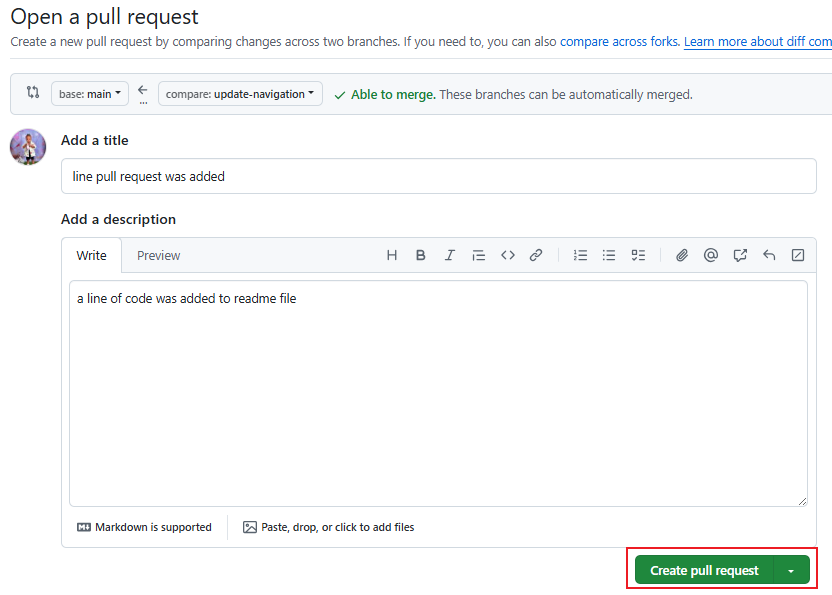 Open a pull request
Create a new pull request by comparing changes across two branches. If you need to, you can also compare across forks. Learn more about diff com
base: main
...
compare: update-navigation
Able to merge. These branches can be automatically merged.
Add a title
line pull request was added
Add a description
Write Preview
a line of code was added to readme file
Markdown is supported
Paste, drop, or click to add files
Create pull request